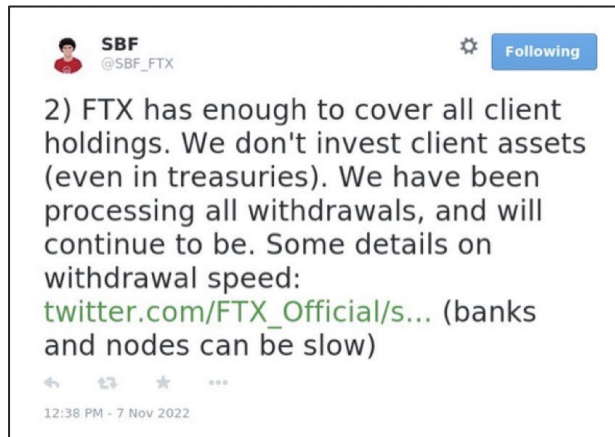 SBF
@SBF_FTX
Following
2) FTX has enough to cover all client
holdings. We don't invest client assets
(even in treasuries). We have been
processing all withdrawals, and will
continue to be. Some details on
withdrawal speed:
twitter.com/FTX_Official/s... (banks
and nodes can be slow)
12:38 PM - 7 Nov 2022